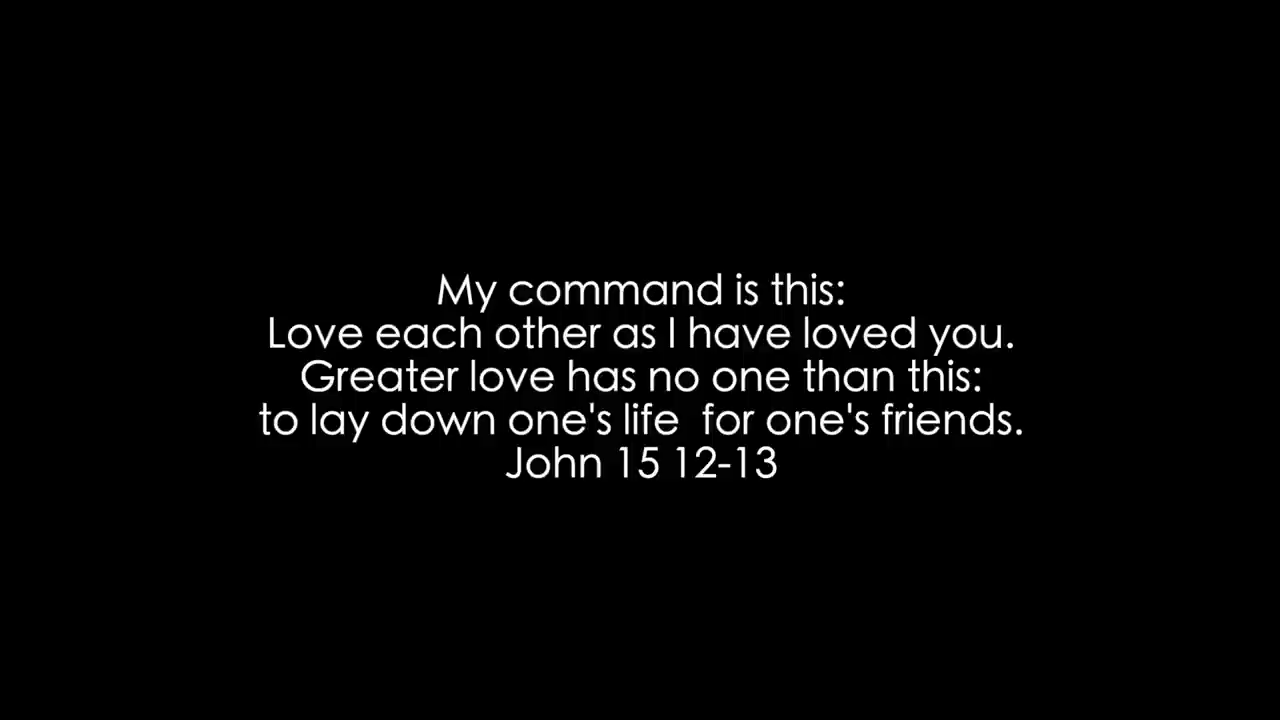 My command is this:
Love each other as I have loved you.
Greater love has no one than this:
to lay down one's life  for one's friends.
John 15 12-13